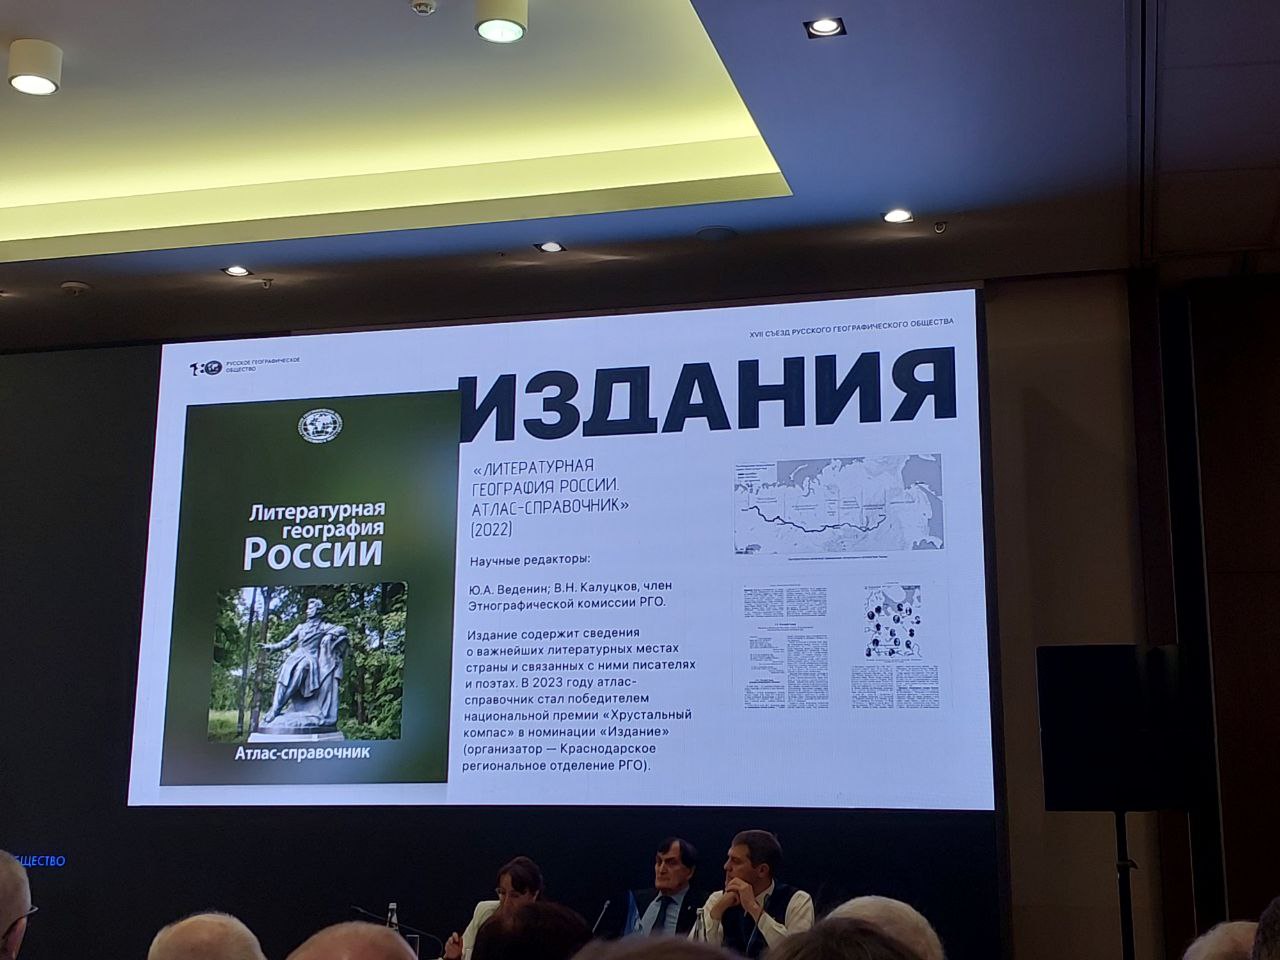 РУССКОЕ ГЕОГРАФИЧЕСКОЕ
ОБЩЕСТВО
XVII СЪЕЗД РУССКОГО ГЕОГРАФИЧЕСКОГО ОБЩЕСТВА
ИЗДАНИЯ
Литературная
география
России
Атлас-справочник
«ЛИТЕРАТУРНАЯ
ГЕОГРАФИЯ РОССИИ.
АТЛАС-СПРАВОЧНИК»
(2022)
Научные редакторы:
Ю.А. Веденин; В.Н. Калуцков, член
Этнографической комиссии РГО.
Издание содержит сведения
о важнейших литературных местах
страны и связанных с ними писателях
и поэтах. В 2023 году атлас-
справочник стал победителем
национальной премии «Хрустальный
компас» в номинации «Издание»
(организатор — Краснодарское
региональное отделение РГО).
ОБЩЕСТВО